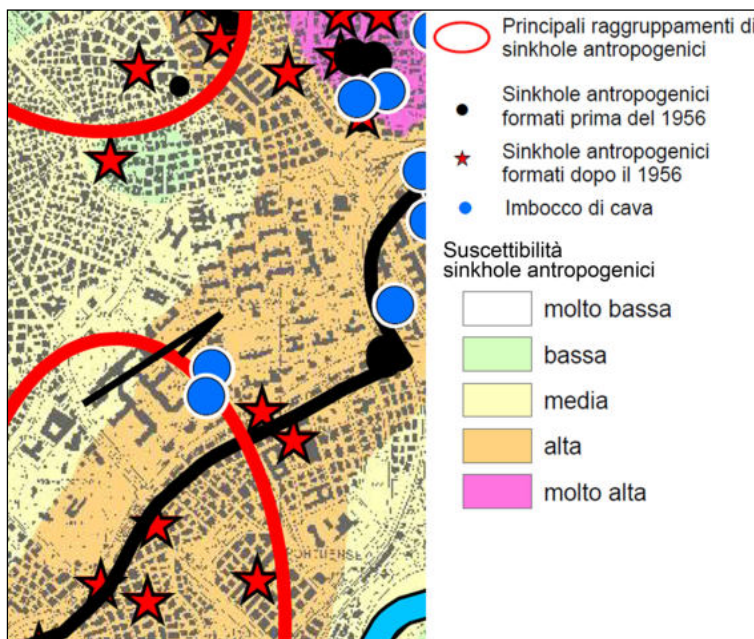 Principali raggruppamenti di
sinkhole antropogenici
Sinkhole antropogenici
formati prima del 1956
Sinkhole antropogenici
formati dopo il 1956
Imbocco di cava
Suscettibilità
sinkhole antropogenici
molto bassa
bassa
media
alta
molto alta